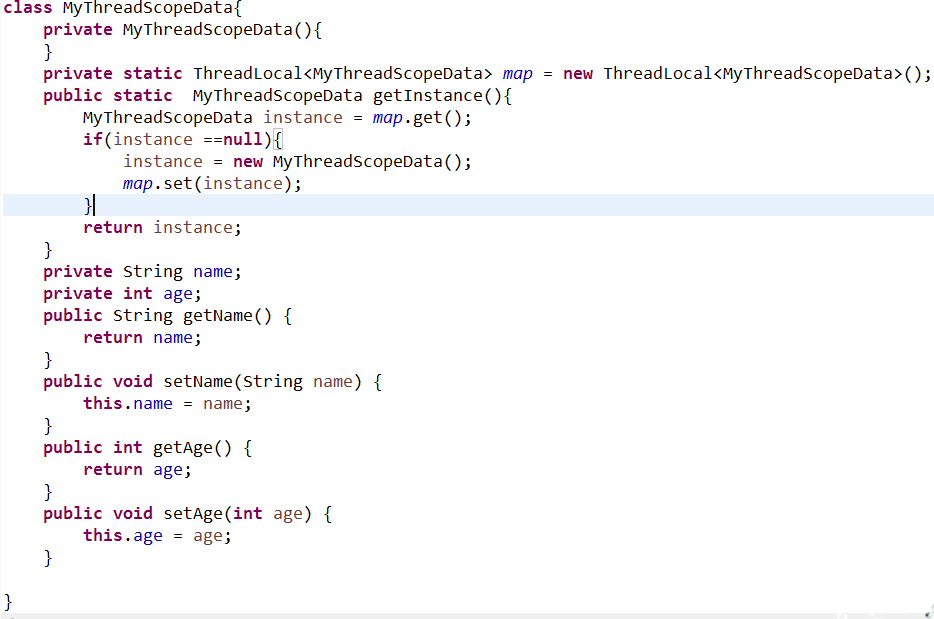 class MyThreadScopeData{
    private MyThreadScopeData(){
    }
    private static ThreadLocal<MyThreadScopeData> map = new ThreadLocal<MyThreadScopeData>();
    public static  MyThreadScopeData getInstance(){
        MyThreadScopeData instance = map.get();
        if(instance ==null){
            instance = new MyThreadScopeData();
            map.set(instance);
        }
        return instance;
    }
    private String name;
    private int age;
    public String getName() {
        return name;
    }
    public void setName(String name) {
        this.name = name;
    }
    public int getAge() {
        return age;
    }
    public void setAge(int age) {
        this.age = age;
    }

}